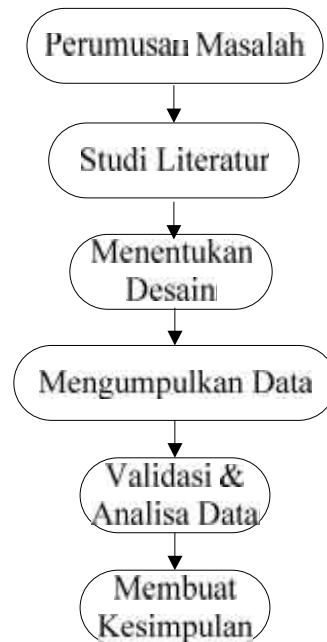 Perumusan Masalah
Studi Literatur
Menentukan
Desain
Mengumpulkan Data
Validasi &
Analisa Data
Membuat
Kesimpulan